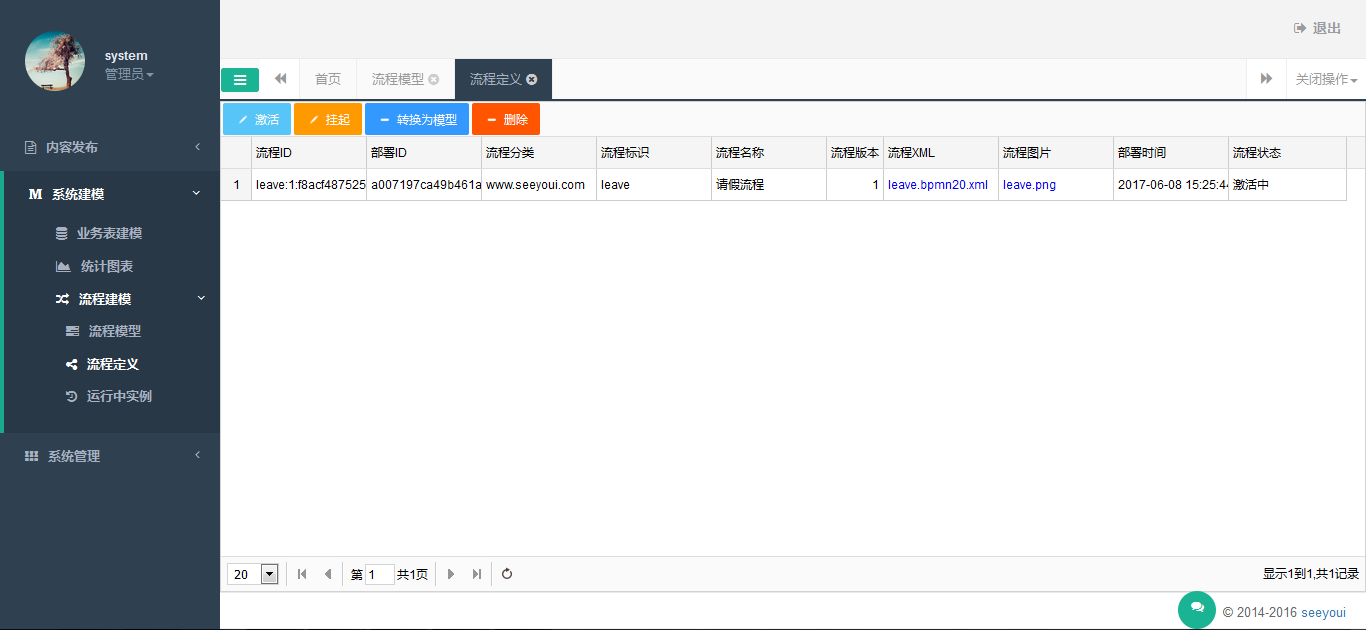 system
管理员
内容发布
系统建模
业务表建模
统计图表
流程建模
流程模型
流程定义
运行中实例
系统管理
退出
首页 流程模型 流程定义 关闭操作
激活 挂起 转换为模型 删除
流程ID 部署ID 流程分类 流程标识 流程名称 流程版本 流程XML 流程图片 部署时间 流程状态
1 leave:1:f8acf487525 a007197ca49b461a www.seeyoui.com leave 请假流程 1 leave.bpmn20.xml leave.png 2017-06-08 15:25:44 激活中
20 第 1 共1页 显示1到1,共1记录
© 2014-2016 seeyoui